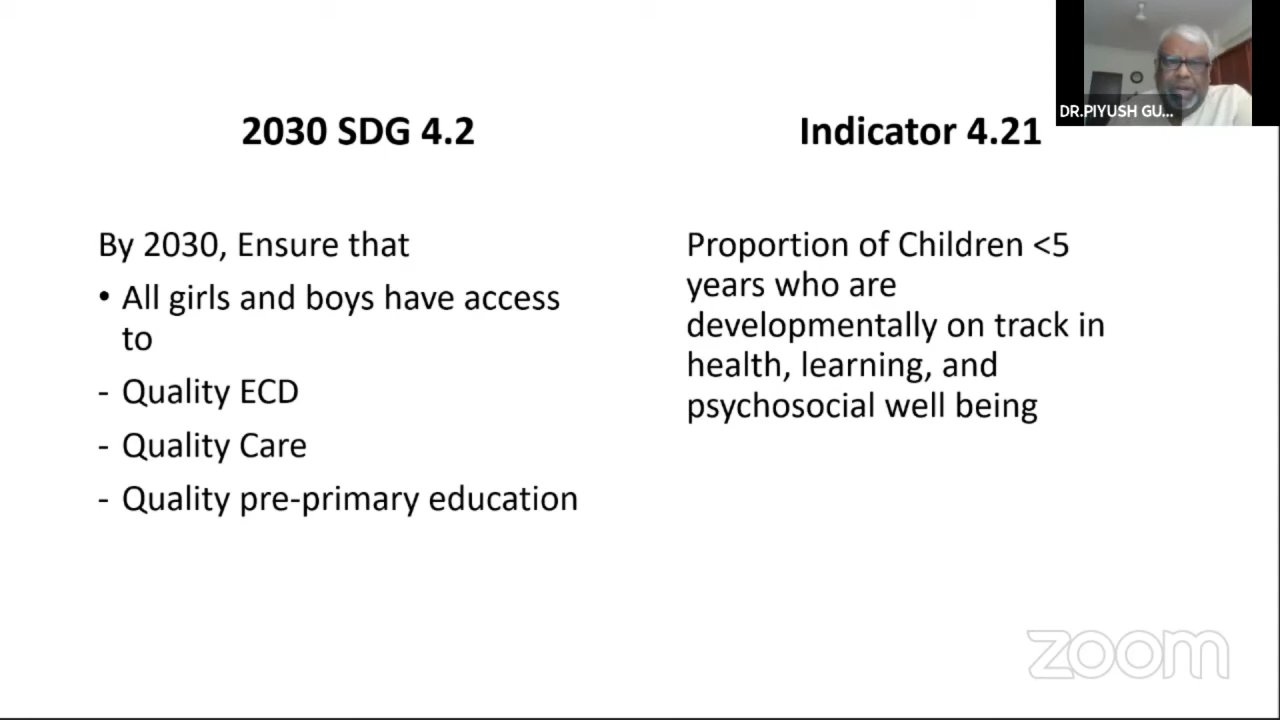 2030 SDG 4.2
By 2030, Ensure that
• All girls and boys have access
to
- Quality ECD
- Quality Care
- Quality pre-primary education
Indicator 4.21
Proportion of Children <5
years who are
developmentally on track in
health, learning, and
psychosocial well being
DR.PIYUSH GU...
zoom